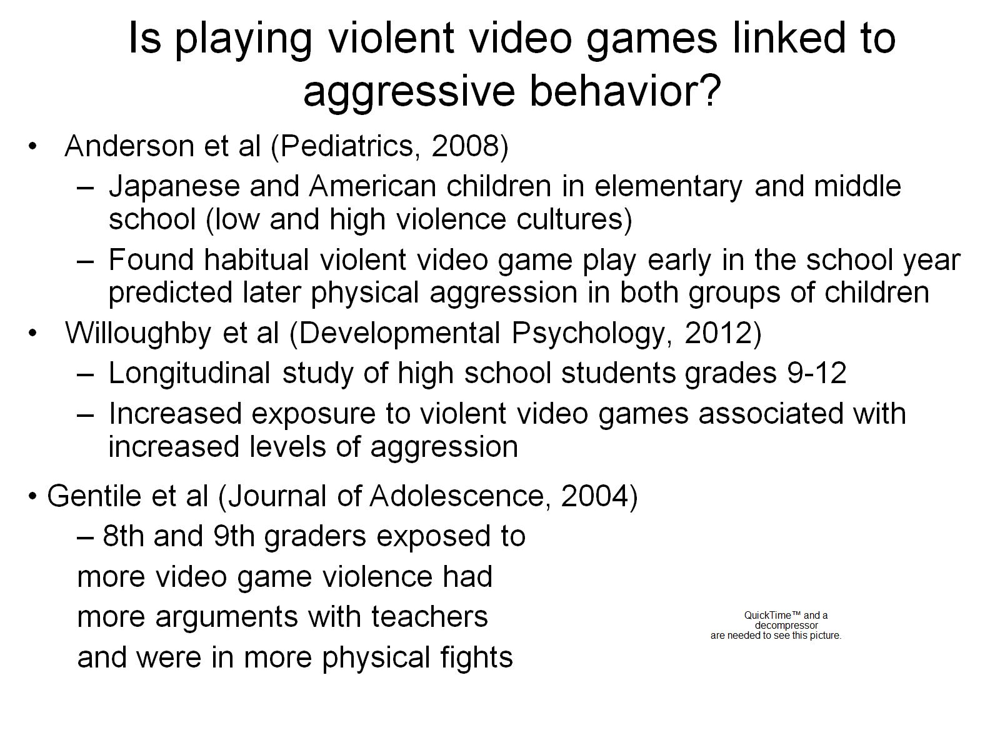 Is playing violent video games linked to
aggressive behavior?
• Anderson et al (Pediatrics, 2008)
– Japanese and American children in elementary and middle
school (low and high violence cultures)
– Found habitual violent video game play early in the school year
predicted later physical aggression in both groups of children
• Willoughby et al (Developmental Psychology, 2012)
– Longitudinal study of high school students grades 9-12
– Increased exposure to violent video games associated with
increased levels of aggression
• Gentile et al (Journal of Adolescence, 2004)
– 8th and 9th graders exposed to
more video game violence had
more arguments with teachers
and were in more physical fights
QuickTime™ and a
decompressor
are needed to see this picture.